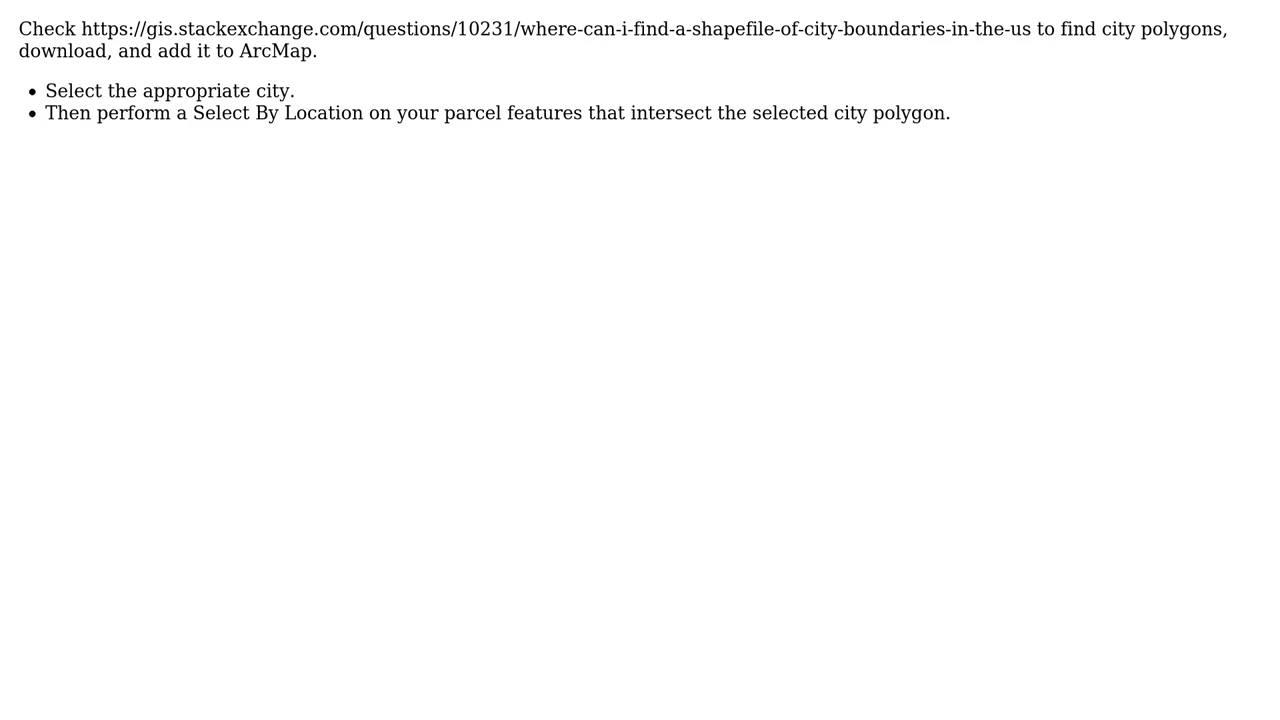 Check https://gis.stackexchange.com/questions/10231/where-can-i-find-a-shapefile-of-city-boundaries-in-the-us to find city polygons,
download, and add it to ArcMap.
• Select the appropriate city.
• Then perform a Select By Location on your parcel features that intersect the selected city polygon.